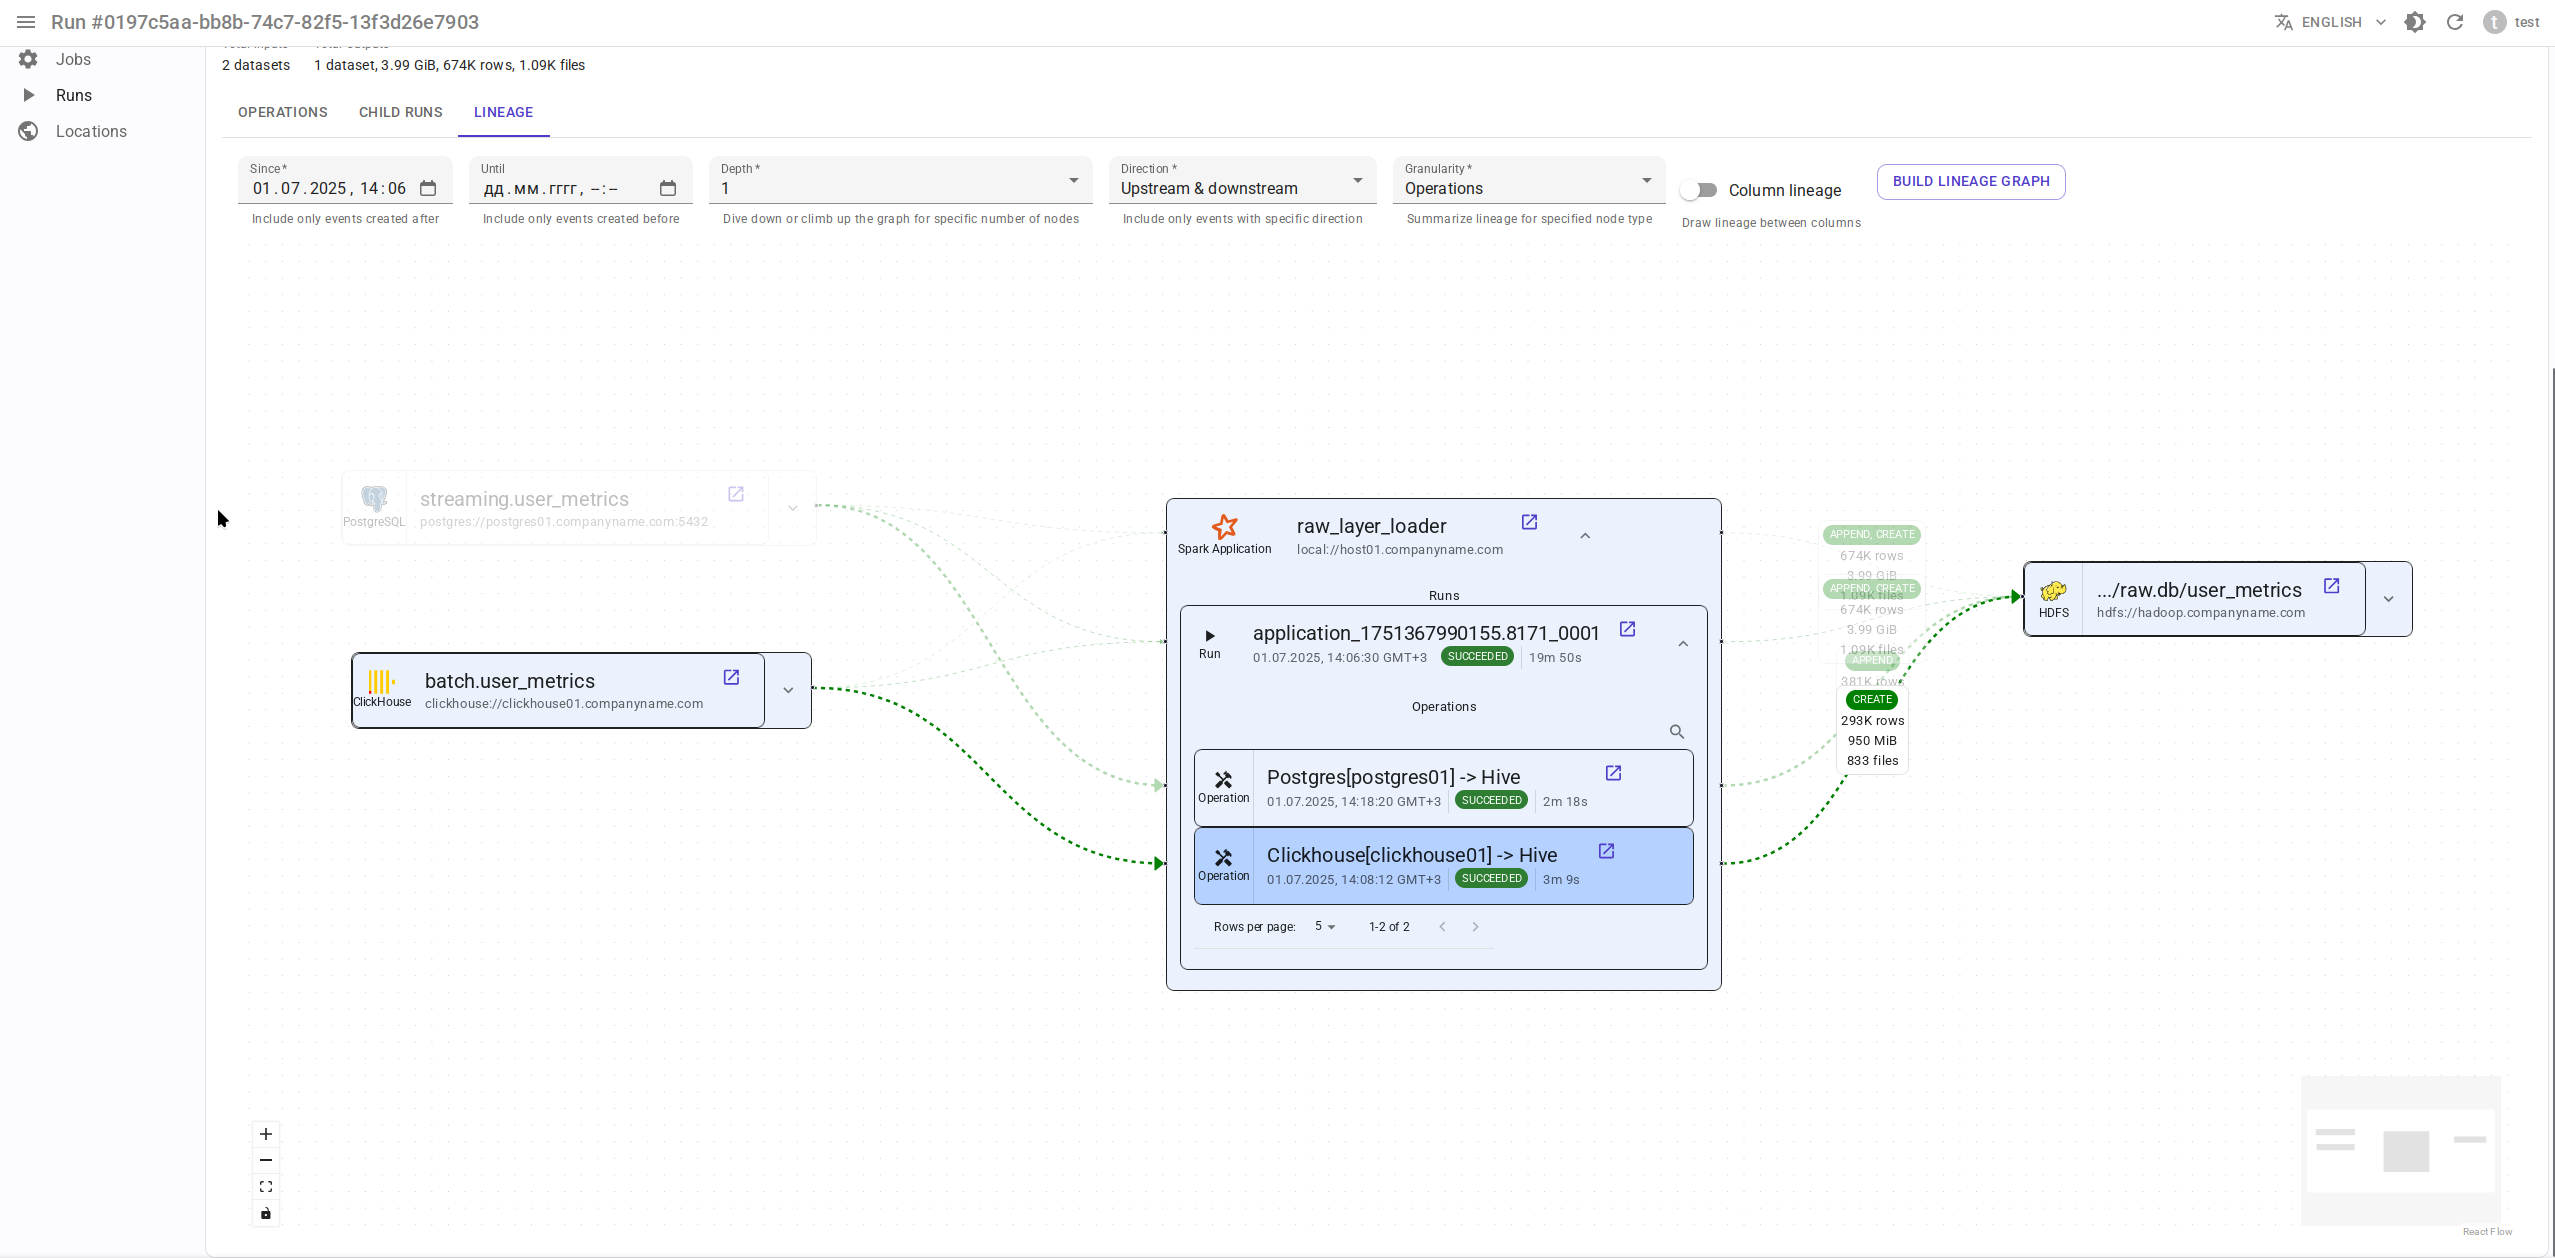 Run #0197c5aa-bb8b-74c7-82f5-13f3d26e7903
ENGLISH
t
test
Jobs
Runs
Locations
2 datasets
1 dataset, 3.99 GiB, 674K rows, 1.09K files
OPERATIONS
CHILD RUNS
LINEAGE
Since *
01.07.2025, 14:06
Include only events created after
Until
дд.мм.гггг, --:--
Include only events created before
Depth *
1
Dive down or climb up the graph for specific number of nodes
Direction *
Upstream & downstream
Include only events with specific direction
Granularity *
Operations
Summarize lineage for specified node type
Column lineage
Draw lineage between columns
BUILD LINEAGE GRAPH
PostgreSQL
streaming.user_metrics
postgres://postgres01.companyname.com:5432
ClickHouse
batch.user_metrics
clickhouse://clickhouse01.companyname.com
Spark Application
raw_layer_loader
local://host01.companyname.com
Runs
Run
application_1751367990155.8171_0001
01.07.2025, 14:06:30 GMT+3
SUCCEEDED
19m 50s
Operations
Operation
Postgres[postgres01] -> Hive
01.07.2025, 14:18:20 GMT+3
SUCCEEDED
2m 18s
Operation
Clickhouse[clickhouse01] -> Hive
01.07.2025, 14:08:12 GMT+3
SUCCEEDED
3m 9s
Rows per page:
5
1-2 of 2
APPEND, CREATE
674K rows
3.99 GiB
1.09K files
APPEND, CREATE
674K rows
3.99 GiB
1.09K files
APPEND
381K rows
CREATE
293K rows
950 MiB
833 files
HDFS
.../raw.db/user_metrics
hdfs://hadoop.companyname.com
React Flow